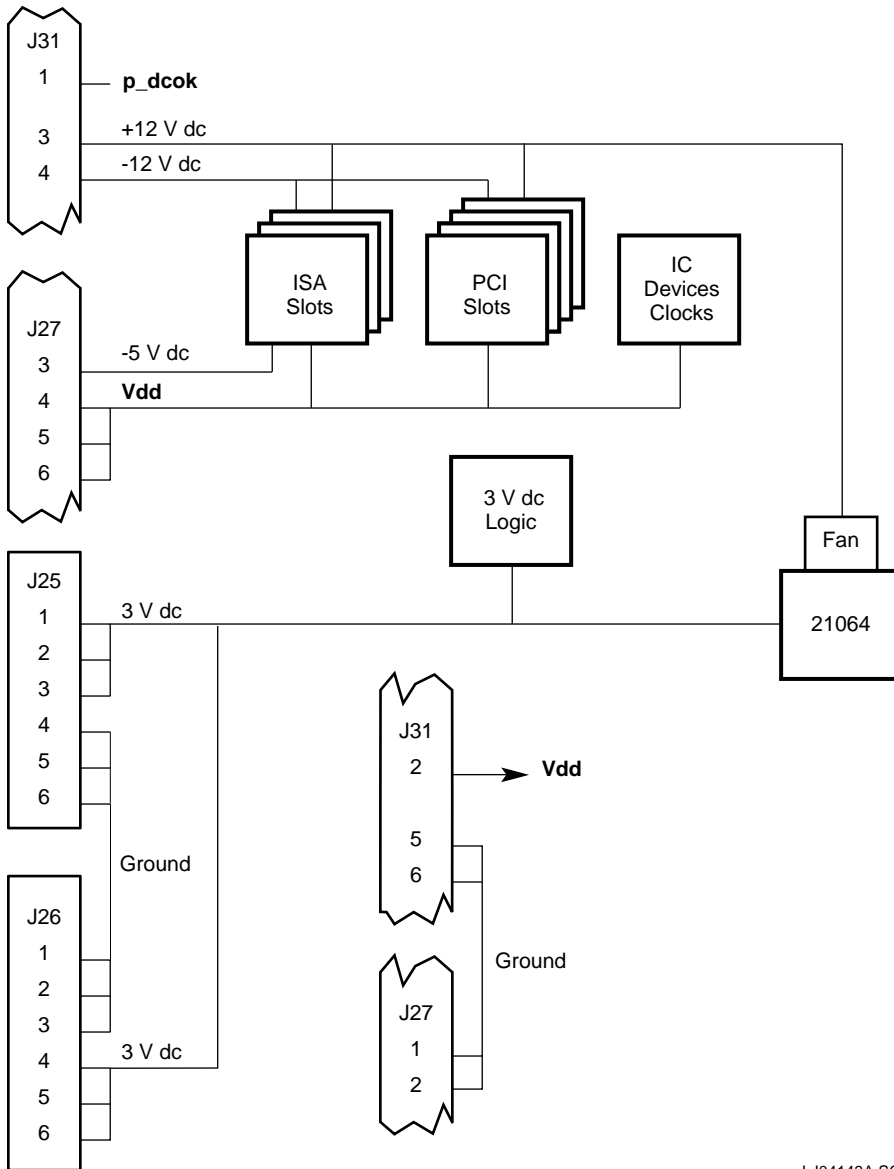 J31
1
p_dcok
3
+12 V dc
4
-12 V dc
ISA
Slots
PCI
Slots
IC
Devices
Clocks
J27
3
-5 V dc
4
Vdd
5
6
3 V dc
Logic
Fan
21064
J25
1
3 V dc
2
3
4
5
6
Ground
J31
2
Vdd
5
6
Ground
J26
1
2
3
4
3 V dc
5
6
J27
1
2